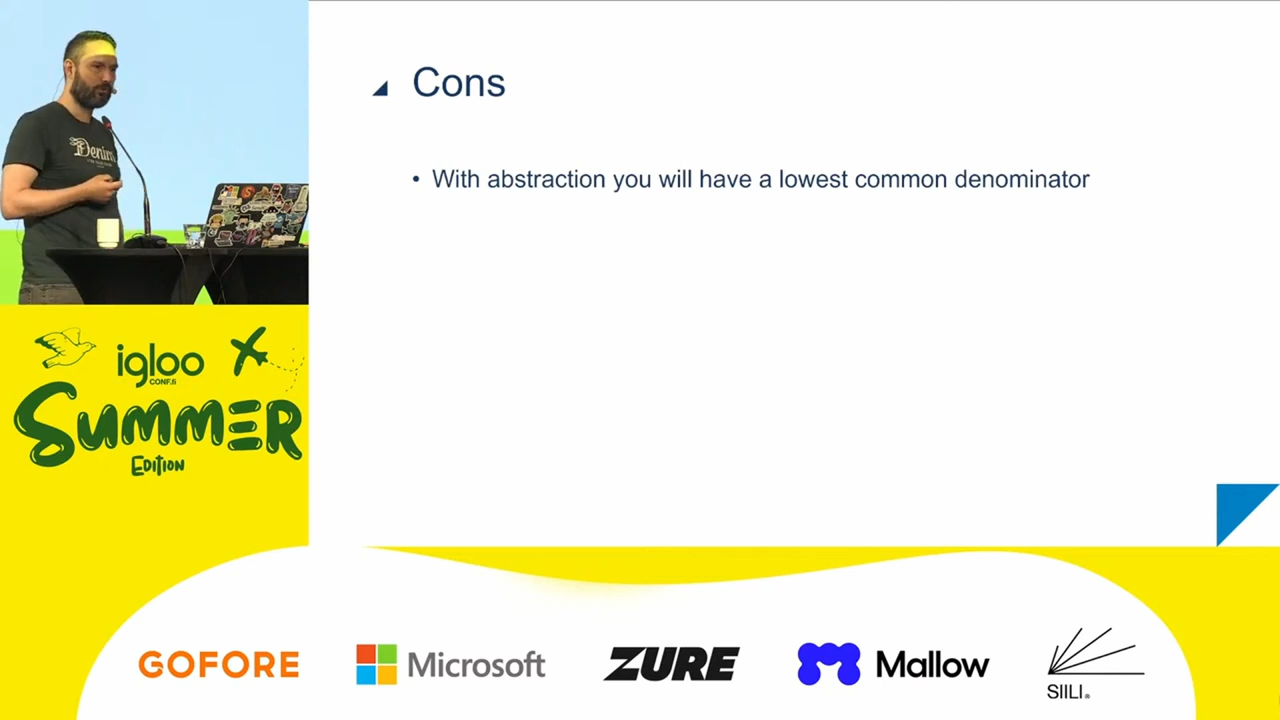 Cons
• With abstraction you will have a lowest common denominator
Denim
igloo
CONF.fi
SUMMER
EDITION
GOFORE
Microsoft
ZURE
Mallow
SIILI